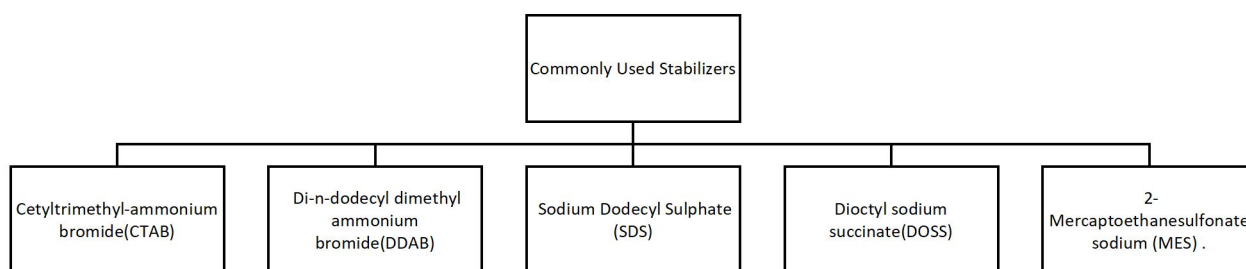 Commonly Used Stabilizers
Cetyltrimethyl-ammonium
bromide(CTAB)
Di-n-dodecyl dimethyl
ammonium
bromide(DDAB)
Sodium Dodecyl Sulphate
(SDS)
Dioctyl sodium
succinate(DOSS)
2-
Mercaptoethanesulfonate
sodium (MES) .